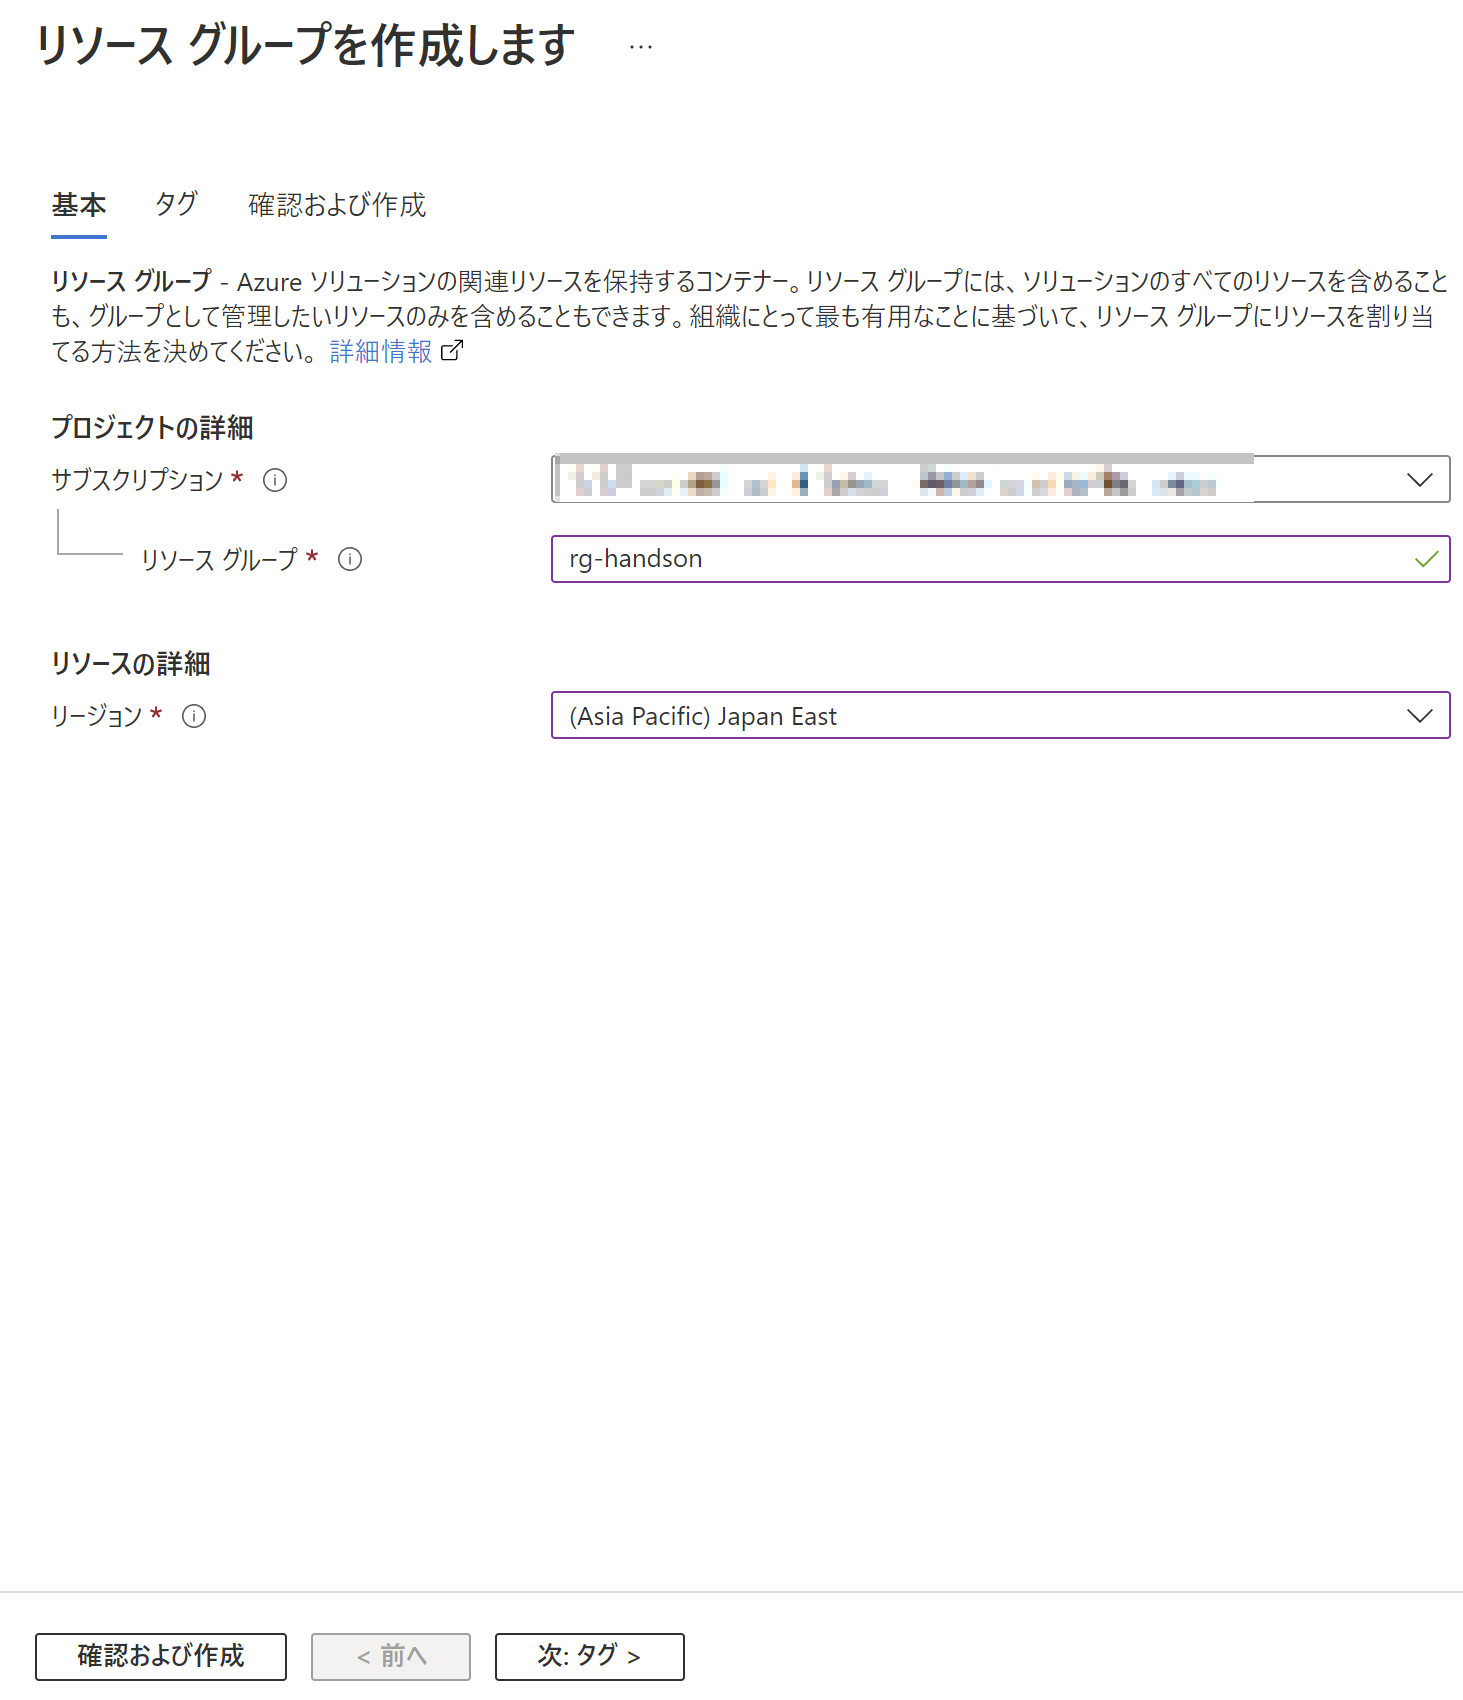 リソース グループを作成します …
基本 タグ 確認および作成
リソース グループ - Azure ソリューションの関連リソースを保持するコンテナー。リソース グループには、ソリューションのすべてのリソースを含めること
も、グループとして管理したいリソースのみを含めることもできます。組織にとって最も有用なことに基づいて、リソース グループにリソースを割り当
てる方法を決めてください。 詳細情報
プロジェクトの詳細
サブスクリプション *
リソース グループ * rg-handson
リソースの詳細
リージョン * (Asia Pacific) Japan East
確認および作成 < 前へ 次: タグ >